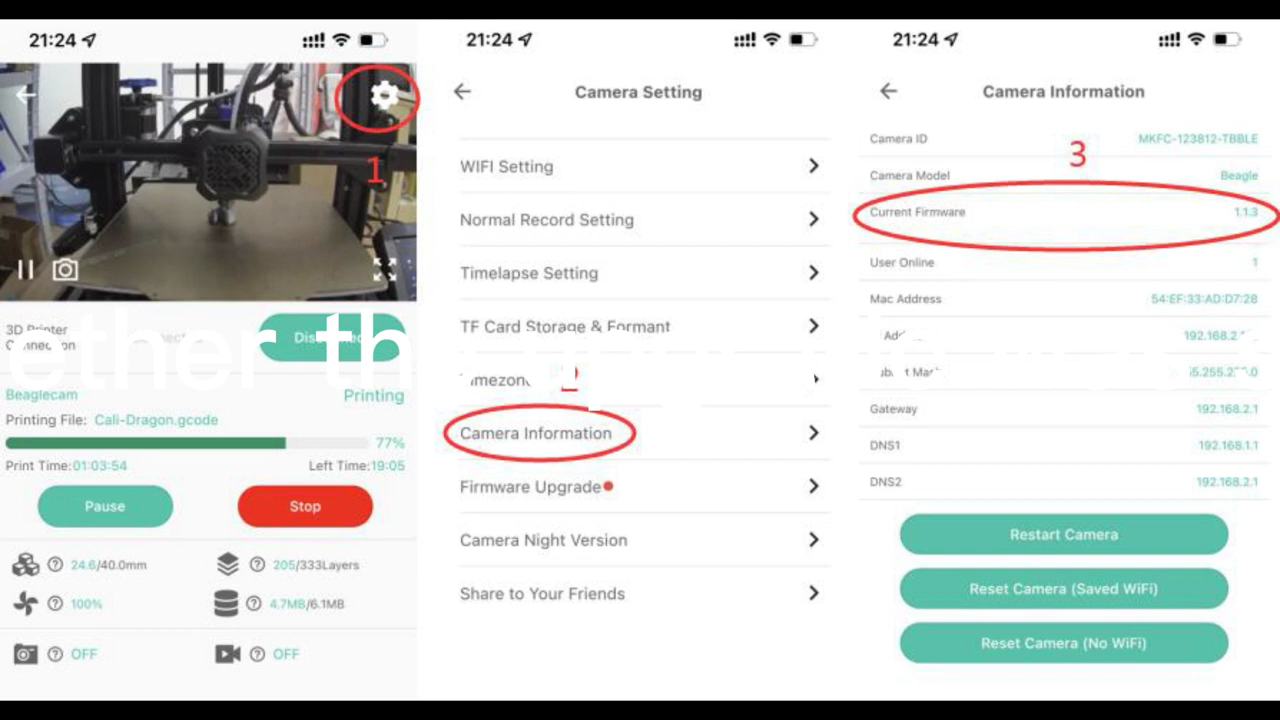 21:24
1
3D Printer
Connection
Beaglecam Printing
Printing File: Cali-Dragon.gcode
77%
Print Time:01:03:54 Left Time:19:05
Pause Stop
24.6/40.0mm 205/333Layers
100% 4.7MB/6.1MB
OFF OFF
21:24
Camera Setting
WIFI Setting
Normal Record Setting
Timelapse Setting
TF Card Storage & Formant
Camera Information
Firmware Upgrade
Camera Night Version
Share to Your Friends
21:24
Camera Information
Camera ID MKFC-123812-TBBLE
3
Camera Model Beagle
Current Firmware 1.1.3
User Online 1
Mac Address 54:EF:33:AD:D7:28
Gateway 192.168.2.1
DNS1 192.168.1.1
DNS2 192.168.2.1
Restart Camera
Reset Camera (Saved WiFi)
Reset Camera (No WiFi)